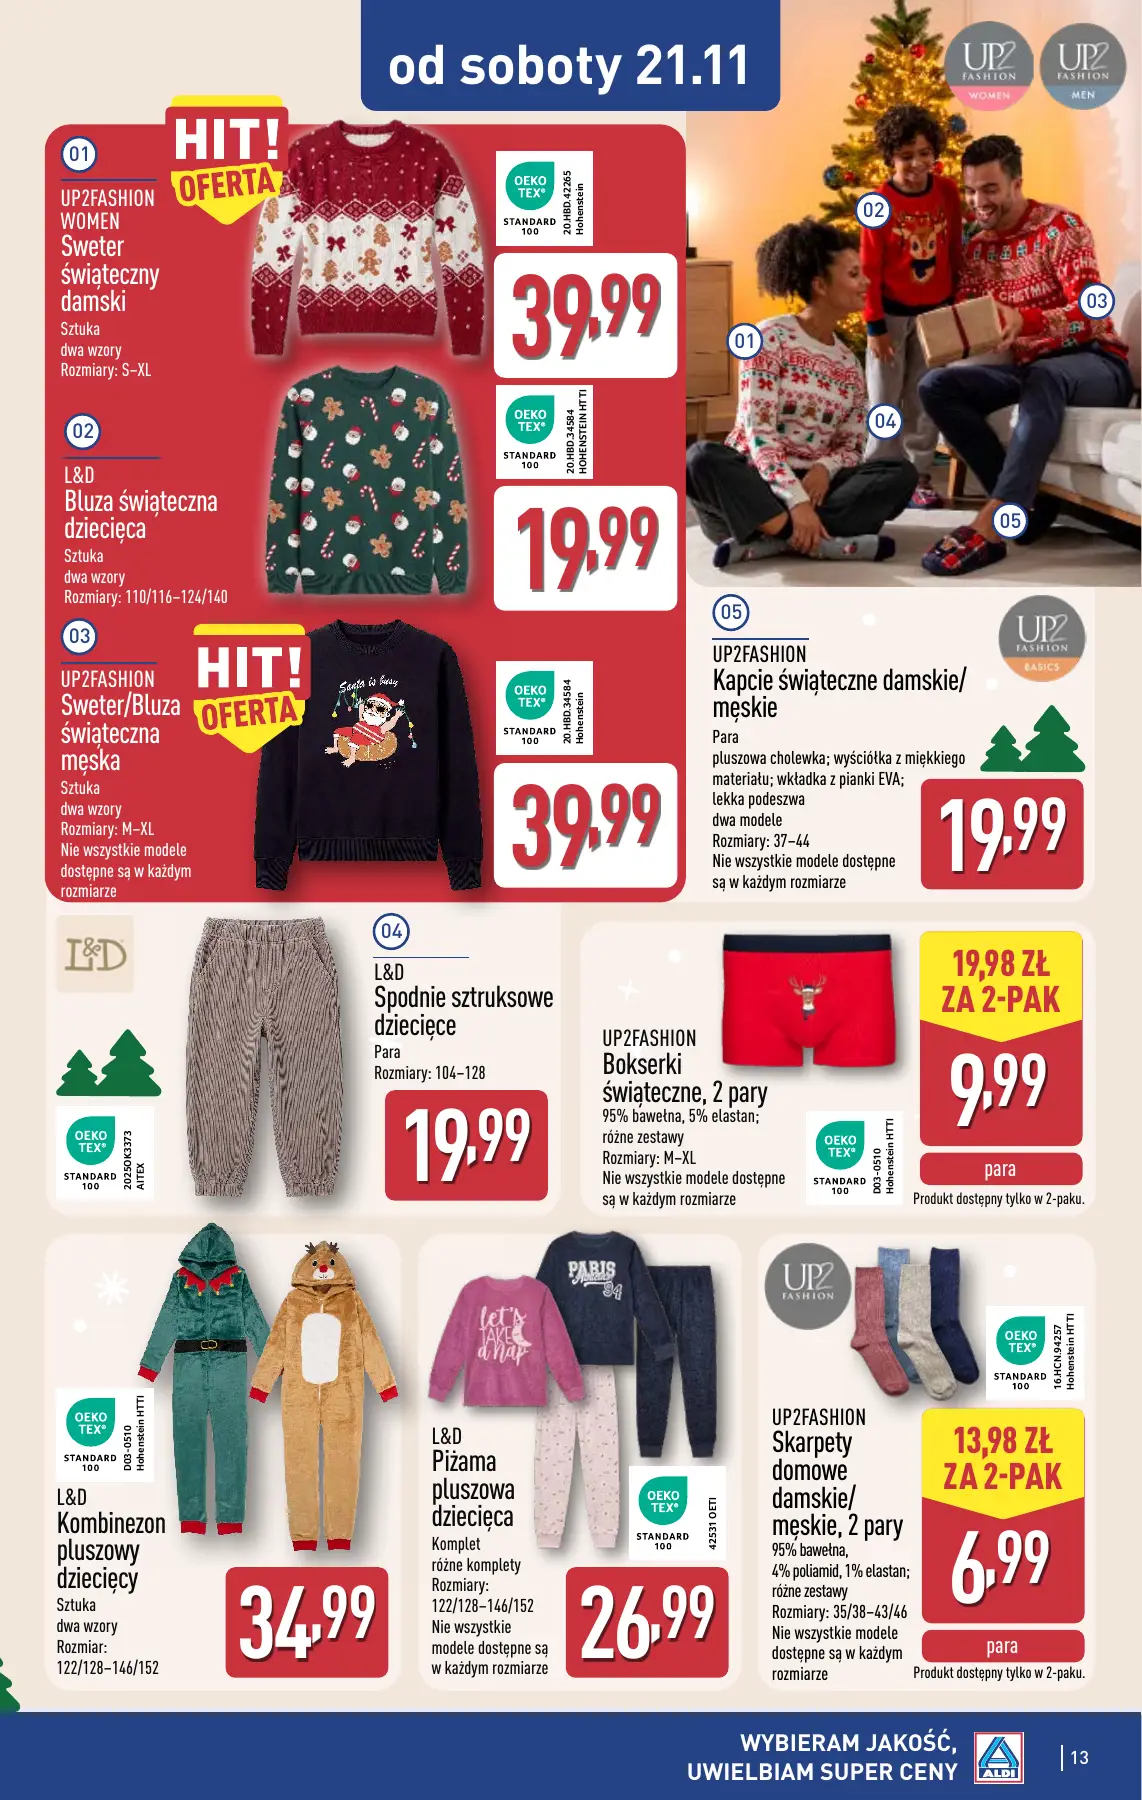 od soboty 21.11
UP2
FASHION
WOMEN
UP2
FASHION
MEN
01
HIT!
OFERTA
UP2FASHION
WOMEN
Sweter
świąteczny
damski
Sztuka
dwa wzory
Rozmiary: S–XL
OEKO
TEX®
STANDARD
100
20.HBD.42265
Hohenstein
39,99
02
L&D
Bluza świąteczna
dziecięca
Sztuka
dwa wzory
Rozmiary: 110/116–124/140
OEKO
TEX®
STANDARD
100
20.HBD.34584
HOHENSTEIN HTTI
19,99
03
HIT!
OFERTA
UP2FASHION
Sweter/Bluza
świąteczna
męska
Sztuka
dwa wzory
Rozmiary: M–XL
Nie wszystkie modele
dostępne są w każdym
rozmiarze
Santa is busy
OEKO
TEX®
STANDARD
100
20.HBD.34584
Hohenstein
39,99
02
03
01
04
05
CHRISTMA
05
UP2
FASHION
BASICS
UP2FASHION
Kapcie świąteczne damskie/
męskie
Para
pluszowa cholewka; wyściółka z miękkiego
materiału; wkładka z pianki EVA;
lekka podeszwa
dwa modele
Rozmiary: 37–44
Nie wszystkie modele dostępne
są w każdym rozmiarze
19,99
L&D
04
L&D
Spodnie sztruksowe
dziecięce
Para
Rozmiary: 104–128
OEKO
TEX®
STANDARD
100
2025OK3373
AITEX
19,99
UP2FASHION
Bokserki
świąteczne, 2 pary
95% bawełna, 5% elastan;
różne zestawy
Rozmiary: M–XL
Nie wszystkie modele dostępne
są w każdym rozmiarze
OEKO
TEX®
STANDARD
100
D03-0510
Hohenstein HTTI
19,98 ZŁ
ZA 2-PAK
9,99
para
Produkt dostępny tylko w 2-paku.
OEKO
TEX®
STANDARD
100
D03-0510
Hohenstein HTTI
L&D
Kombinezon
pluszowy
dziecięcy
Sztuka
dwa wzory
Rozmiar:
122/128–146/152
34,99
PARIS
94
let's
TAKE
a nap
L&D
Piżama
pluszowa
dziecięca
Komplet
różne komplety
Rozmiary:
122/128–146/152
Nie wszystkie
modele dostępne są
w każdym rozmiarze
OEKO
TEX®
STANDARD
100
42531 OETI
26,99
UP2
FASHION
OEKO
TEX®
STANDARD
100
16.HCN.94257
Hohenstein HTTI
UP2FASHION
Skarpety
domowe
damskie/
męskie, 2 pary
95% bawełna,
4% poliamid, 1% elastan;
różne zestawy
Rozmiary: 35/38–43/46
Nie wszystkie modele
dostępne są w każdym
rozmiarze
13,98 ZŁ
ZA 2-PAK
6,99
para
Produkt dostępny tylko w 2-paku.
WYBIERAM JAKOŚĆ,
UWIELBIAM SUPER CENY
ALDI
13